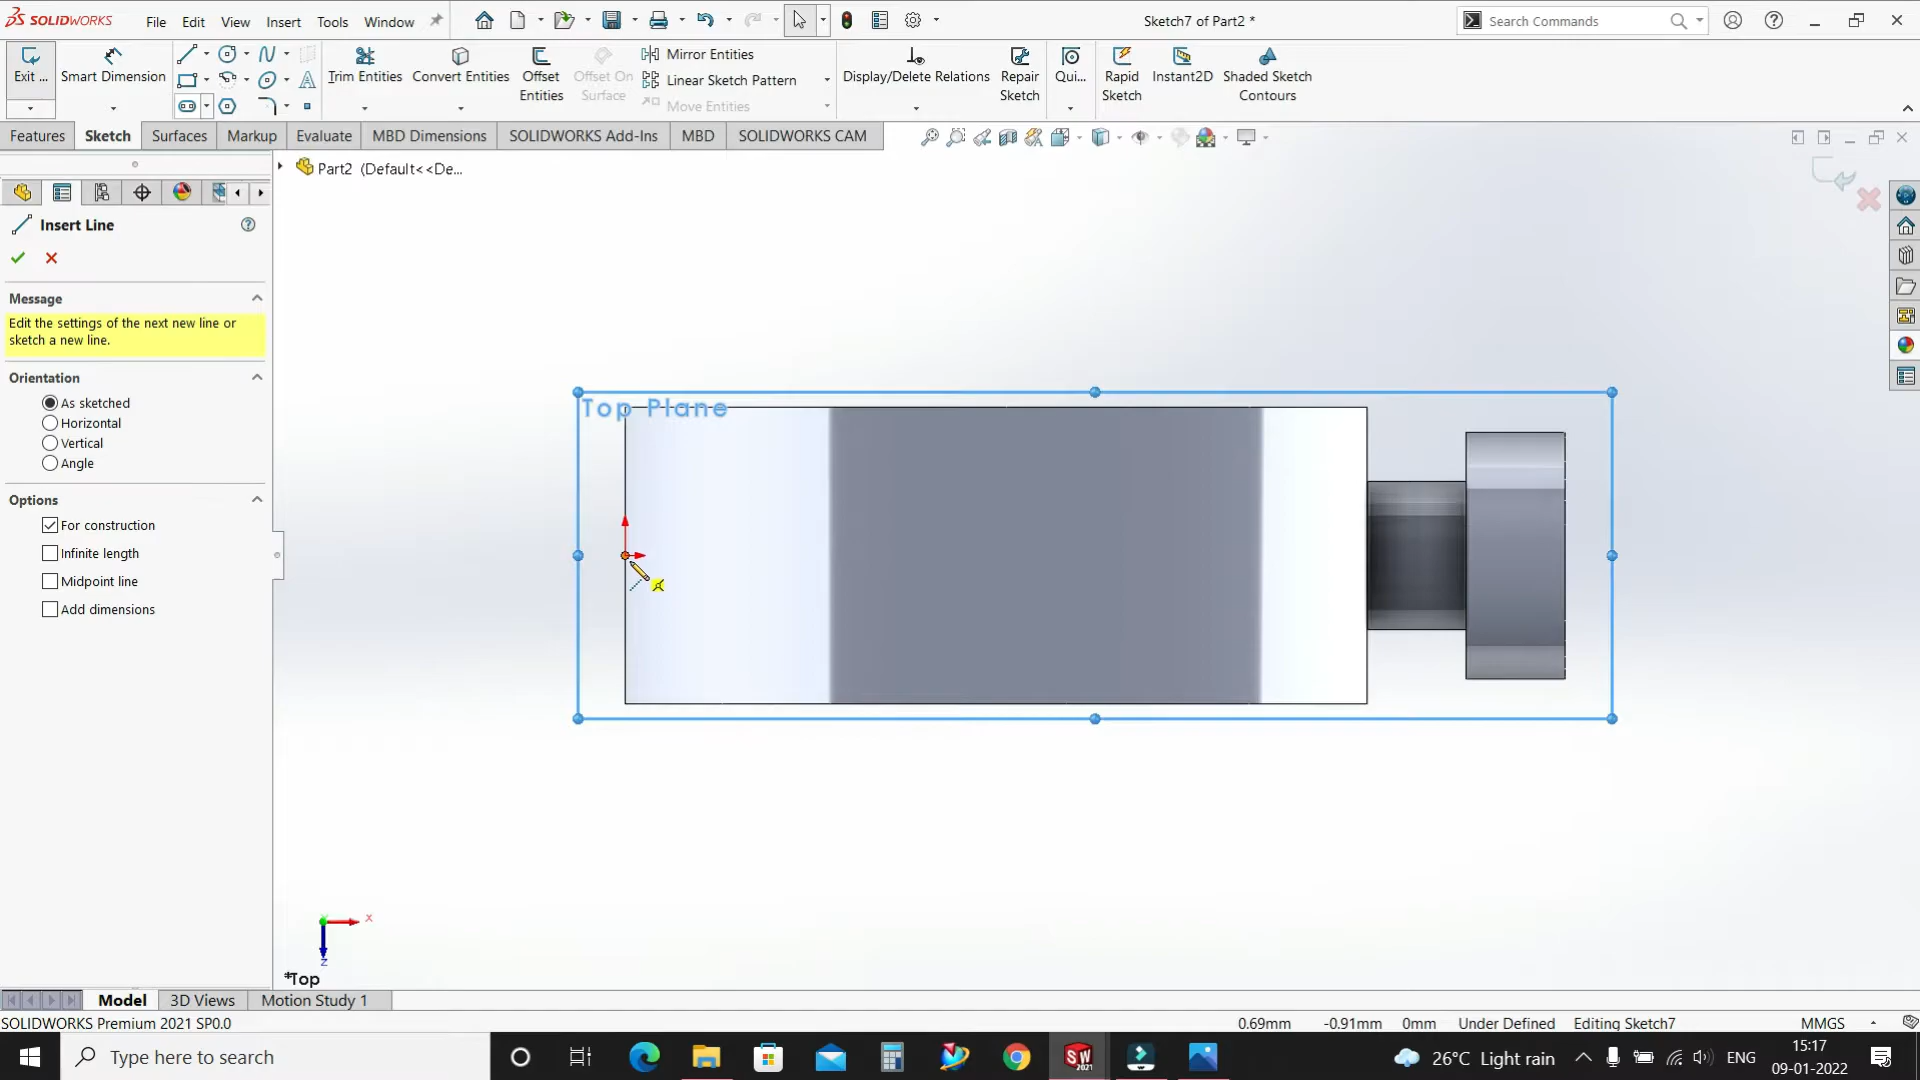 SOLIDWORKS File Edit View Insert Tools Window Sketch7 of Part2 * Search Commands
Exit ... Smart Dimension Trim Entities Convert Entities Offset Entities Offset On Surface Mirror Entities Linear Sketch Pattern Move Entities Display/Delete Relations Repair Sketch Qui... Rapid Sketch Instant2D Shaded Sketch Contours
Features Sketch Surfaces Markup Evaluate MBD Dimensions SOLIDWORKS Add-Ins MBD SOLIDWORKS CAM
Part2 (Default<<De...
Insert Line
Message
Edit the settings of the next new line or
sketch a new line.
Orientation
As sketched
Horizontal
Vertical
Angle
Options
For construction
Infinite length
Midpoint line
Add dimensions
Top Plane
x
z
*Top
Model 3D Views Motion Study 1
SOLIDWORKS Premium 2021 SP0.0 0.69mm -0.91mm 0mm Under Defined Editing Sketch7 MMGS
Type here to search SW 2021 26°C Light rain ENG 15:17
09-01-2022